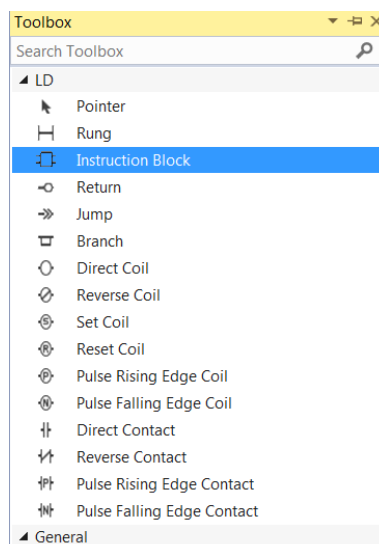 Toolbox
Search Toolbox
LD
Pointer
Rung
Instruction Block
Return
Jump
Branch
Direct Coil
Reverse Coil
S Set Coil
R Reset Coil
P Pulse Rising Edge Coil
N Pulse Falling Edge Coil
Direct Contact
Reverse Contact
P Pulse Rising Edge Contact
N Pulse Falling Edge Contact
General